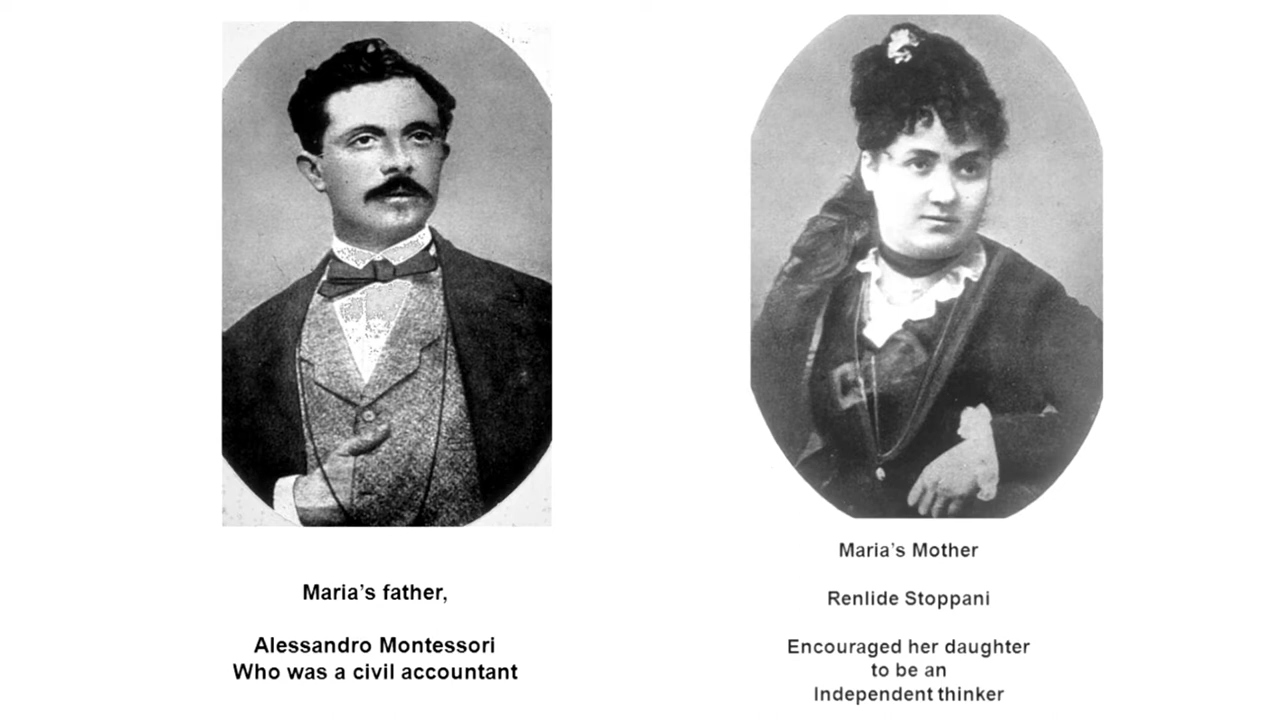 Maria's father,
Alessandro Montessori
Who was a civil accountant
Maria's Mother
Renlide Stoppani
Encouraged her daughter
to be an
Independent thinker